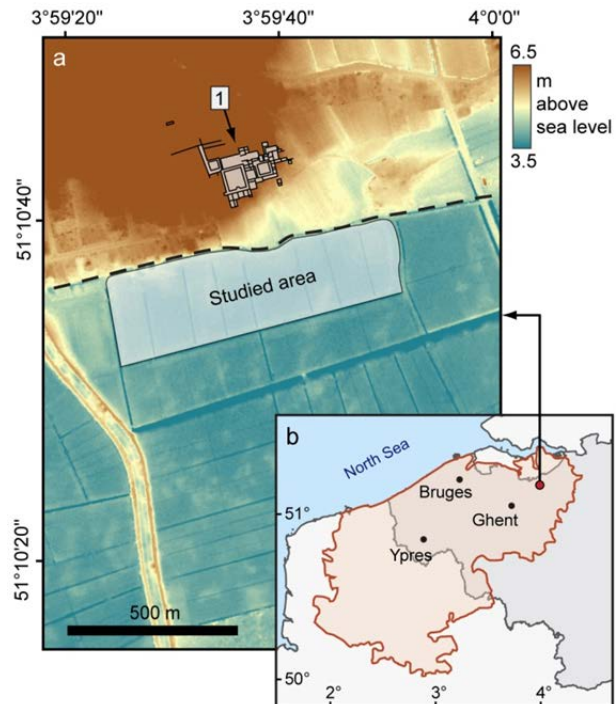 3°59'20" 3°59'40" 4°0'0"
a
1
6.5
m
above
sea level
3.5
51°10'40"
Studied area
51°10'20"
500 m
b
North Sea
Bruges
Ghent
Ypres
51°
50°
2° 3° 4°